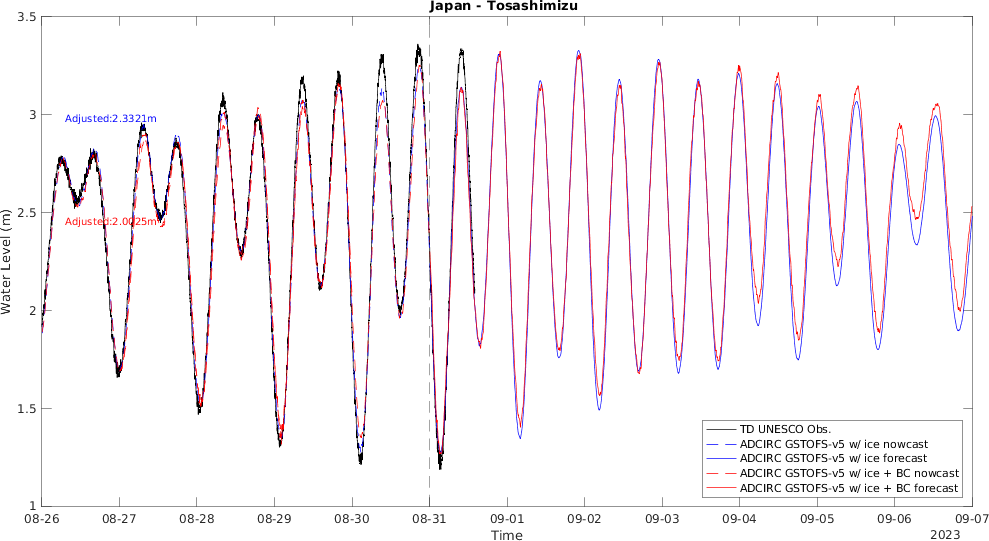 Japan - Tosashimizu
3.5
3
2.5
2
1.5
1
Water Level (m)
Adjusted:2.3321m
Adjusted:2.0025m
TD UNESCO Obs.
ADCIRC GSTOFS-v5 w/ ice nowcast
ADCIRC GSTOFS-v5 w/ ice forecast
ADCIRC GSTOFS-v5 w/ ice + BC nowcast
ADCIRC GSTOFS-v5 w/ ice + BC forecast
08-26 08-27 08-28 08-29 08-30 08-31 09-01 09-02 09-03 09-04 09-05 09-06 09-07
Time
2023